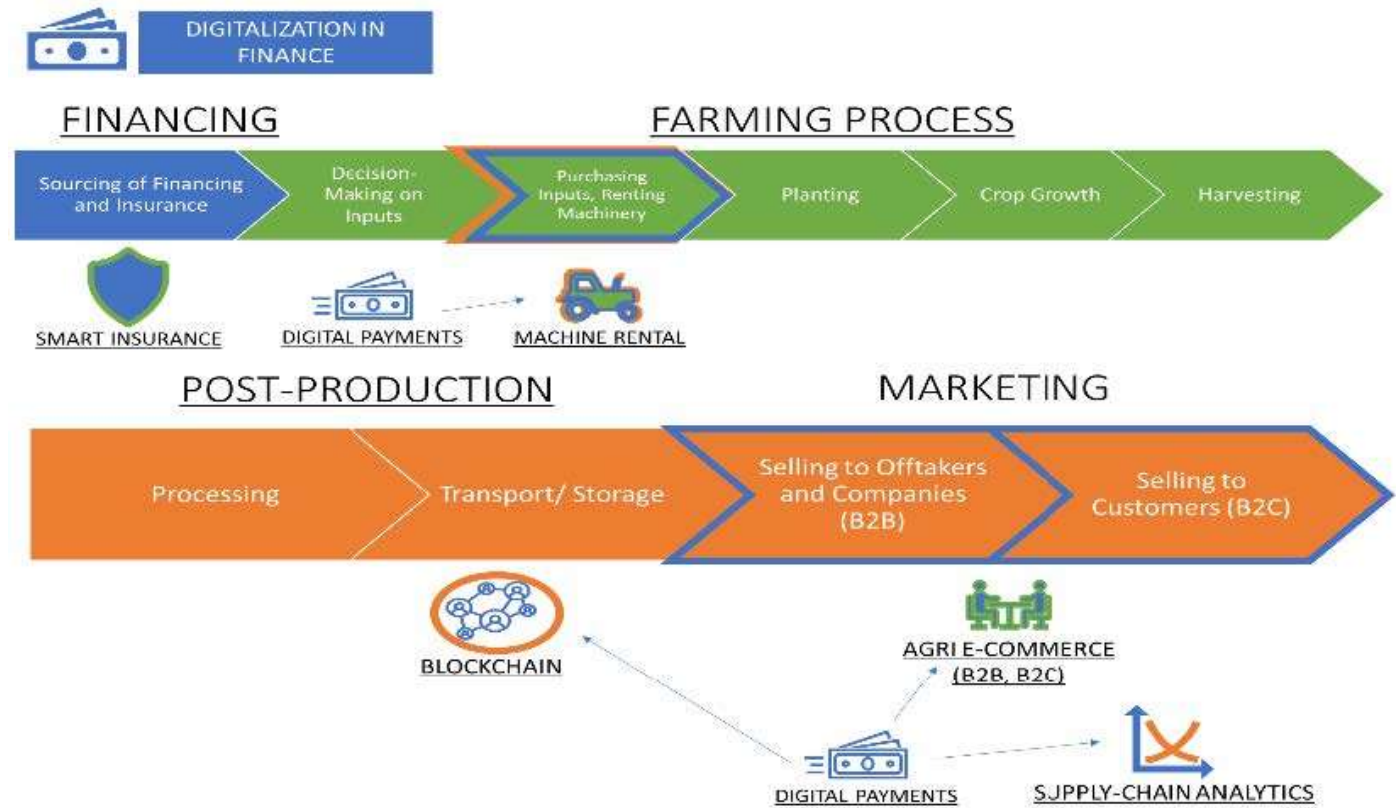 DIGITALIZATION IN
FINANCE
FINANCING
FARMING PROCESS
Sourcing of Financing
and Insurance
Decision-
Making on
Inputs
Purchasing
Inputs, Renting
Machinery
Planting
Crop Growth
Harvesting
SMART INSURANCE
DIGITAL PAYMENTS
MACHINE RENTAL
POST-PRODUCTION
MARKETING
Processing
Transport/ Storage
Selling to Offtakers
and Companies
(B2B)
Selling to
Customers (B2C)
BLOCKCHAIN
AGRI E-COMMERCE
(B2B, B2C)
DIGITAL PAYMENTS
SUPPLY-CHAIN ANALYTICS